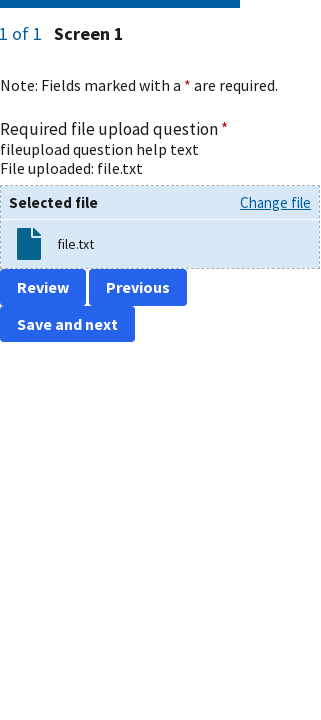 1 of 1 Screen 1
Note: Fields marked with a * are required.
Required file upload question *
fileupload question help text
File uploaded: file.txt
Selected file Change file
file.txt
Review Previous
Save and next